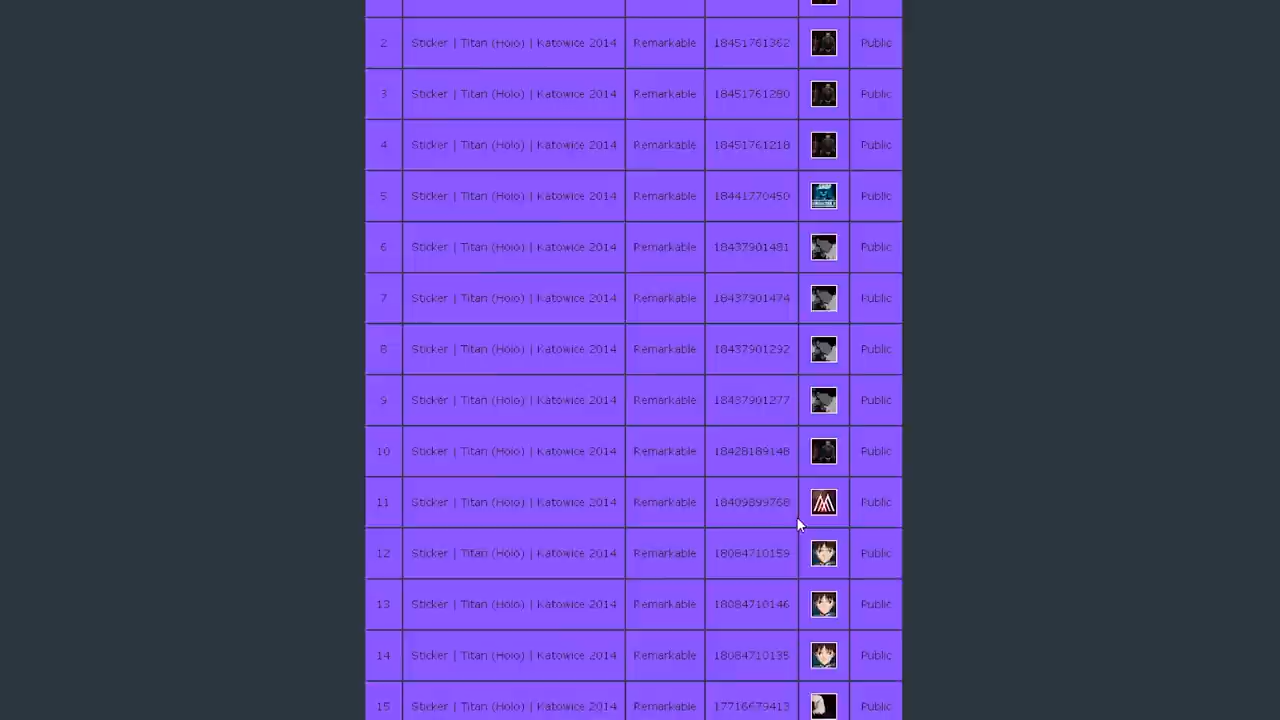 2 Sticker | Titan (Holo) | Katowice 2014 Remarkable 18451761362 Public
3 Sticker | Titan (Holo) | Katowice 2014 Remarkable 18451761280 Public
4 Sticker | Titan (Holo) | Katowice 2014 Remarkable 18451761218 Public
5 Sticker | Titan (Holo) | Katowice 2014 Remarkable 18441770450 Public
6 Sticker | Titan (Holo) | Katowice 2014 Remarkable 18437901481 Public
7 Sticker | Titan (Holo) | Katowice 2014 Remarkable 18437901474 Public
8 Sticker | Titan (Holo) | Katowice 2014 Remarkable 18437901292 Public
9 Sticker | Titan (Holo) | Katowice 2014 Remarkable 18437901277 Public
10 Sticker | Titan (Holo) | Katowice 2014 Remarkable 18428189148 Public
11 Sticker | Titan (Holo) | Katowice 2014 Remarkable 18409899768 Public
12 Sticker | Titan (Holo) | Katowice 2014 Remarkable 18084710159 Public
13 Sticker | Titan (Holo) | Katowice 2014 Remarkable 18084710146 Public
14 Sticker | Titan (Holo) | Katowice 2014 Remarkable 18084710135 Public
15 Sticker | Titan (Holo) | Katowice 2014 Remarkable 17716679413 Public